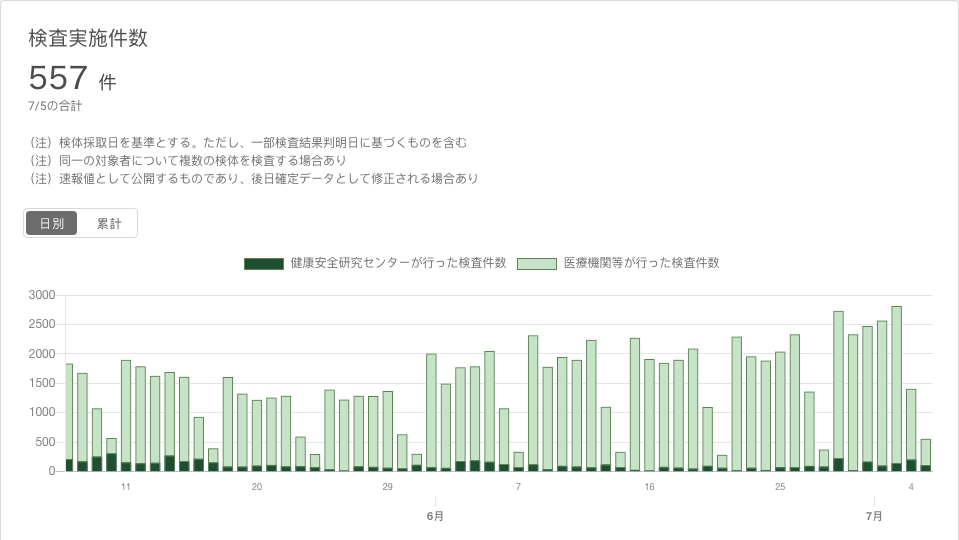 検査実施件数
557 件
7/5の合計
（注）検体採取日を基準とする。ただし、一部検査結果判明日に基づくものを含む
（注）同一の対象者について複数の検体を検査する場合あり
（注）速報値として公開するものであり、後日確定データとして修正される場合あり
日別 累計
健康安全研究センターが行った検査件数 医療機関等が行った検査件数
3000
2500
2000
1500
1000
500
0
11 20 29 7 16 25 4
6月 7月